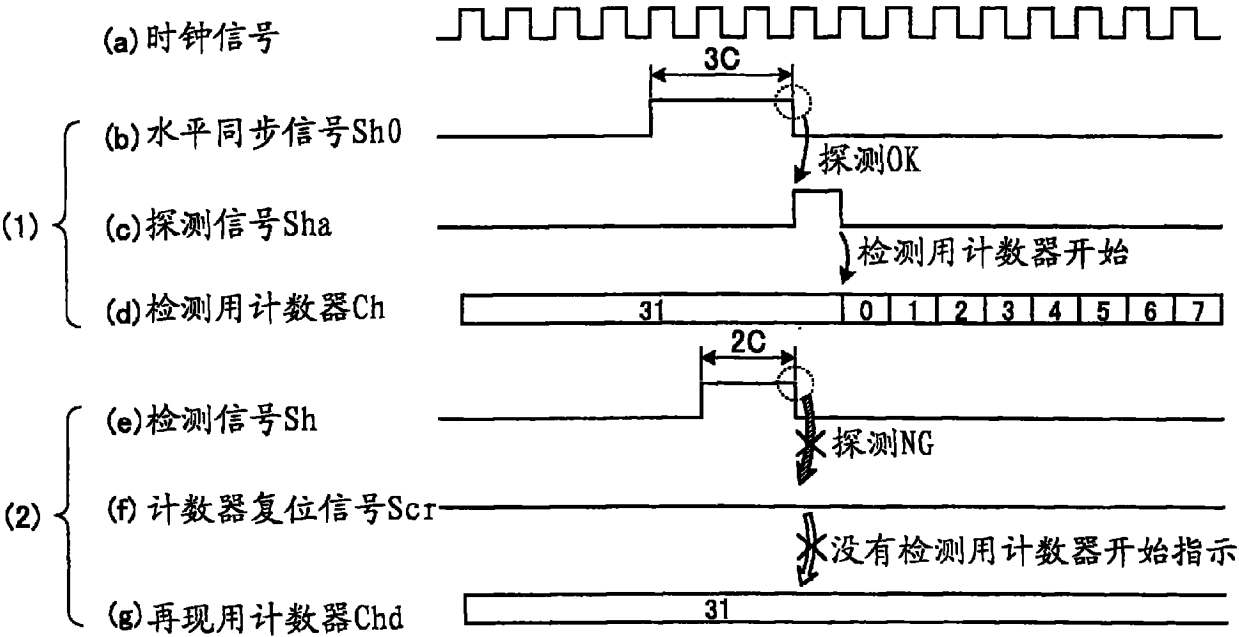 (a)时钟信号
3C
(b)水平同步信号Sh0
探测OK
(1)
(c)探测信号Sha
检测用计数器开始
(d)检测用计数器Ch
31 0 1 2 3 4 5 6 7
2C
(e)检测信号Sh
探测NG
(2)
(f)计数器复位信号Scr
没有检测用计数器开始指示
(g)再现用计数器Chd
31